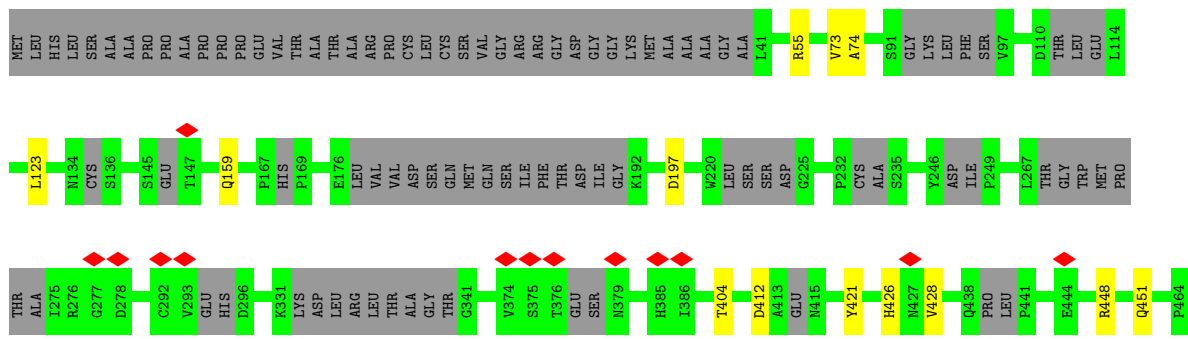 MET LEU HIS LEU SER ALA ALA PRO PRO PRO ALA PRO PRO PRO PRO GLU VAL THR ALA THR ALA ARG PRO CYS LEU CYS SER VAL GLY ARG ARG GLY ASP GLY GLY LYS MET ALA ALA ALA GLY ALA L41 R55 V73 A74 S91 GLY LYS LEU PHE SER V97 D110 THR LEU GLU L114
L123 N134 CYS S136 S145 GLU T147 Q159 P167 HIS P169 E176 LEU VAL VAL ASP SER GLN MET GLN SER ILE PHE THR ASP ILE GLY K192 D197 W220 LEU SER SER ASP G225 P232 CYS ALA S235 Y246 ASP ILE P249 L267 THR GLY TRP MET PRO
THR ALA I275 R276 G277 D278 C292 V293 GLU HIS D296 K331 LYS ASP LEU ARG LEU THR ALA GLY THR G341 V374 S375 T376 GLU SER N379 H385 I386 T404 D412 A413 GLU N415 Y421 H426 N427 V428 Q438 PRO LEU P441 E444 R448 Q451 P464